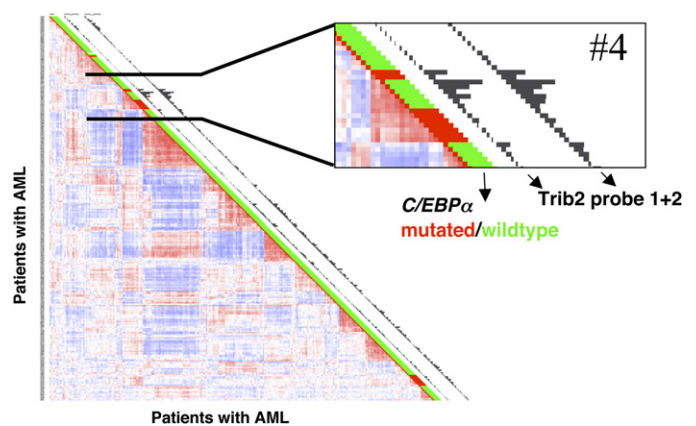 #4
C/EBPα
mutated/wildtype
Trib2 probe 1+2
Patients with AML
Patients with AML